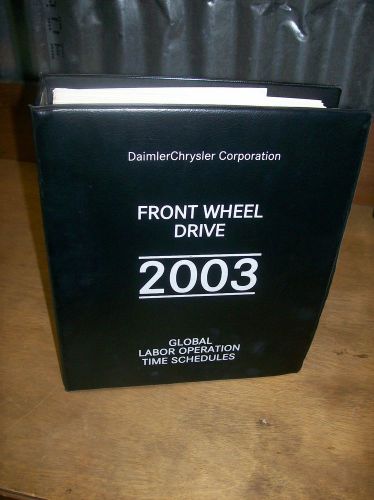 DaimlerChrysler Corporation
FRONT WHEEL
DRIVE
2003
GLOBAL
LABOR OPERATION
TIME SCHEDULES